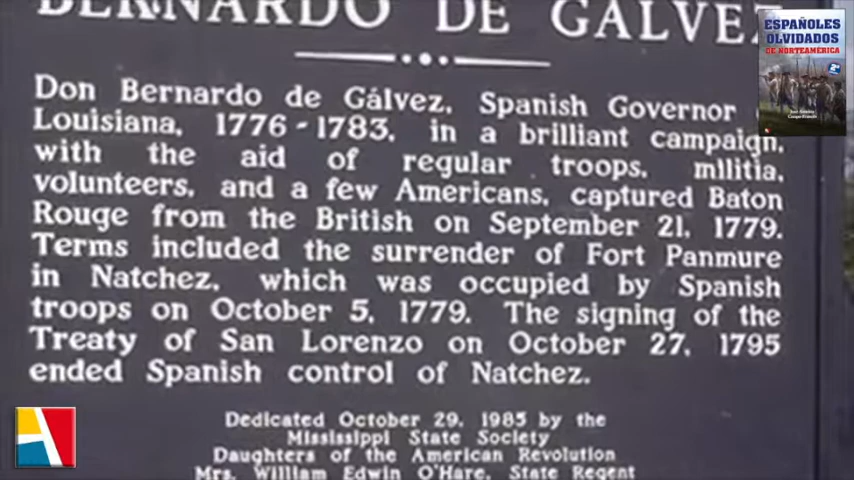 BERNARDO DE GÁLVEZ
Don Bernardo de Gálvez, Spanish Governor
Louisiana, 1776-1783, in a brilliant campaign,
with the aid of regular troops, militia,
volunteers, and a few Americans, captured Baton
Rouge from the British on September 21, 1779.
Terms included the surrender of Fort Panmure
in Natchez, which was occupied by Spanish
troops on October 5, 1779. The signing of the
Treaty of San Lorenzo on October 27, 1795
ended Spanish control of Natchez.
Dedicated October 29, 1985 by the
Mississippi State Society
Daughters of the American Revolution
Mrs. William Edwin O'Hare, State Regent
ESPAÑOLES
OLVIDADOS
DE NORTEAMÉRICA